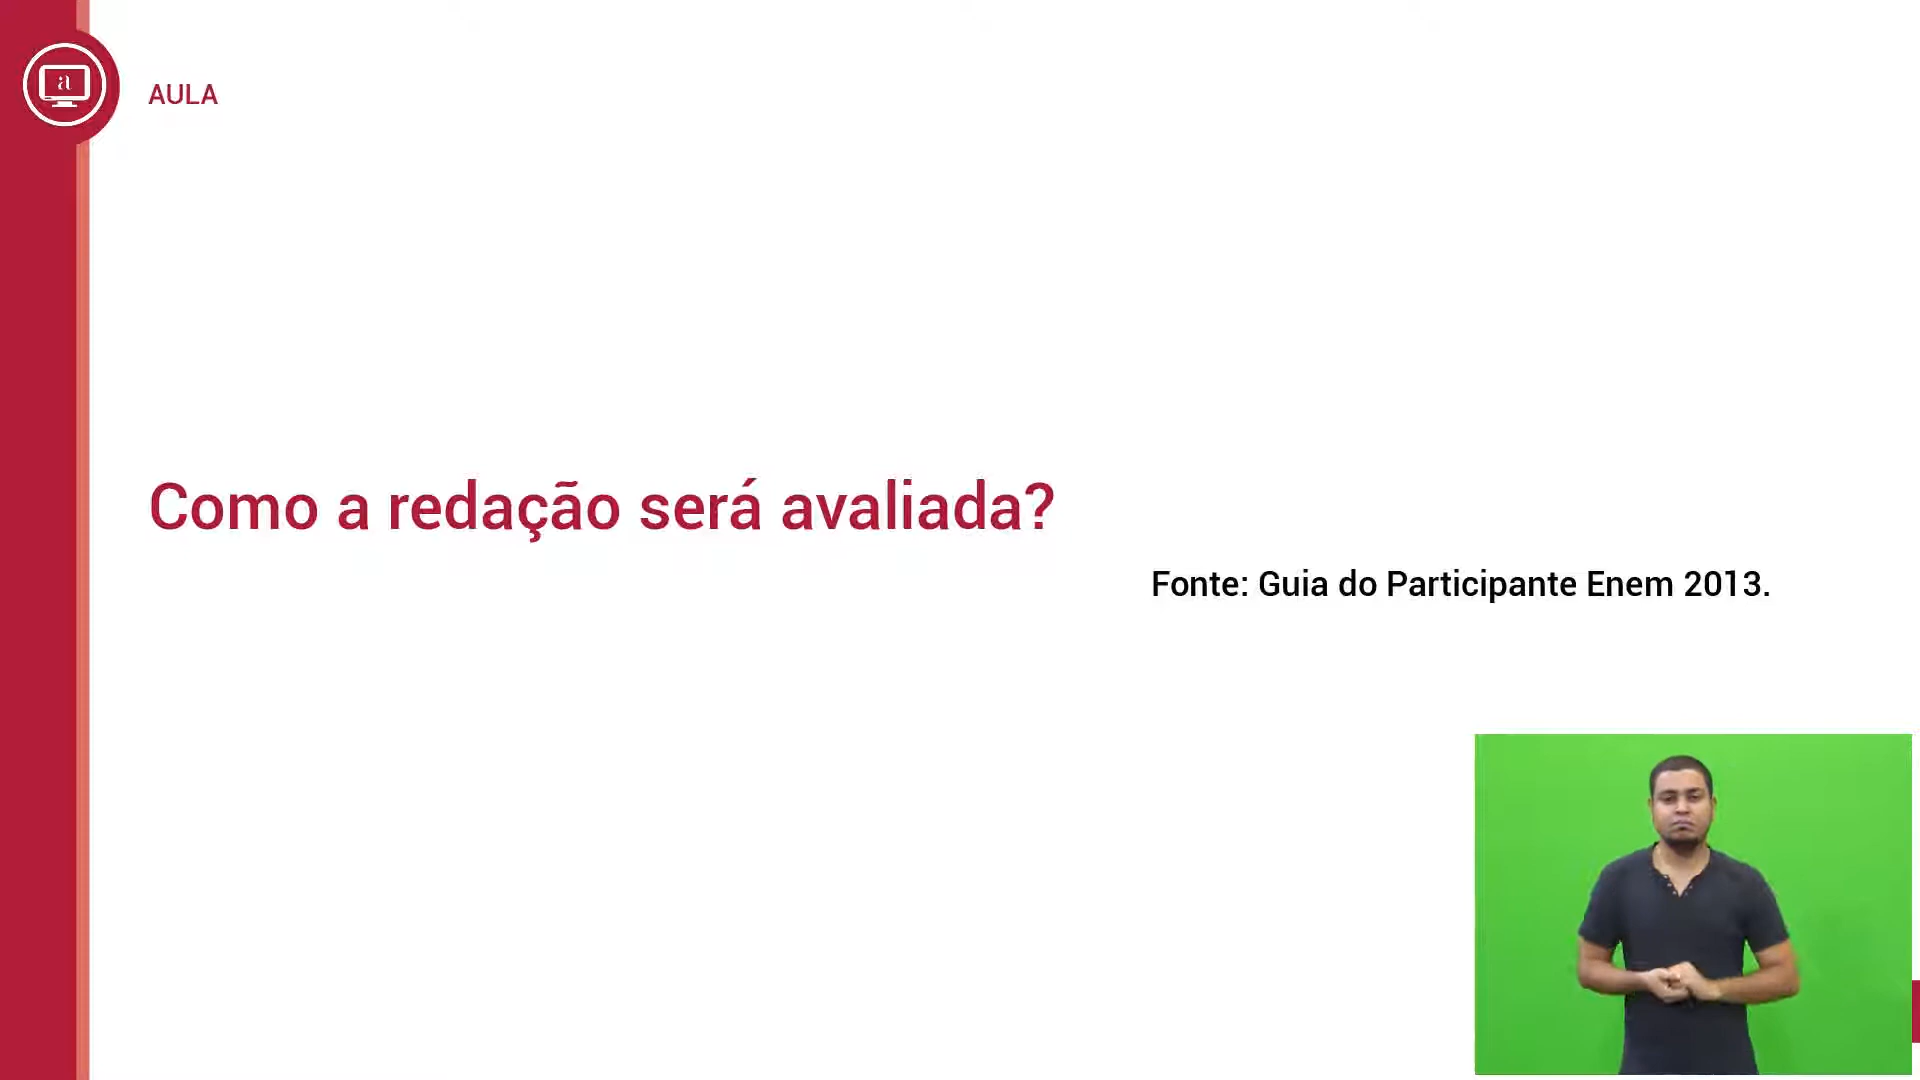 a
AULA
Como a redação será avaliada?
Fonte: Guia do Participante Enem 2013.